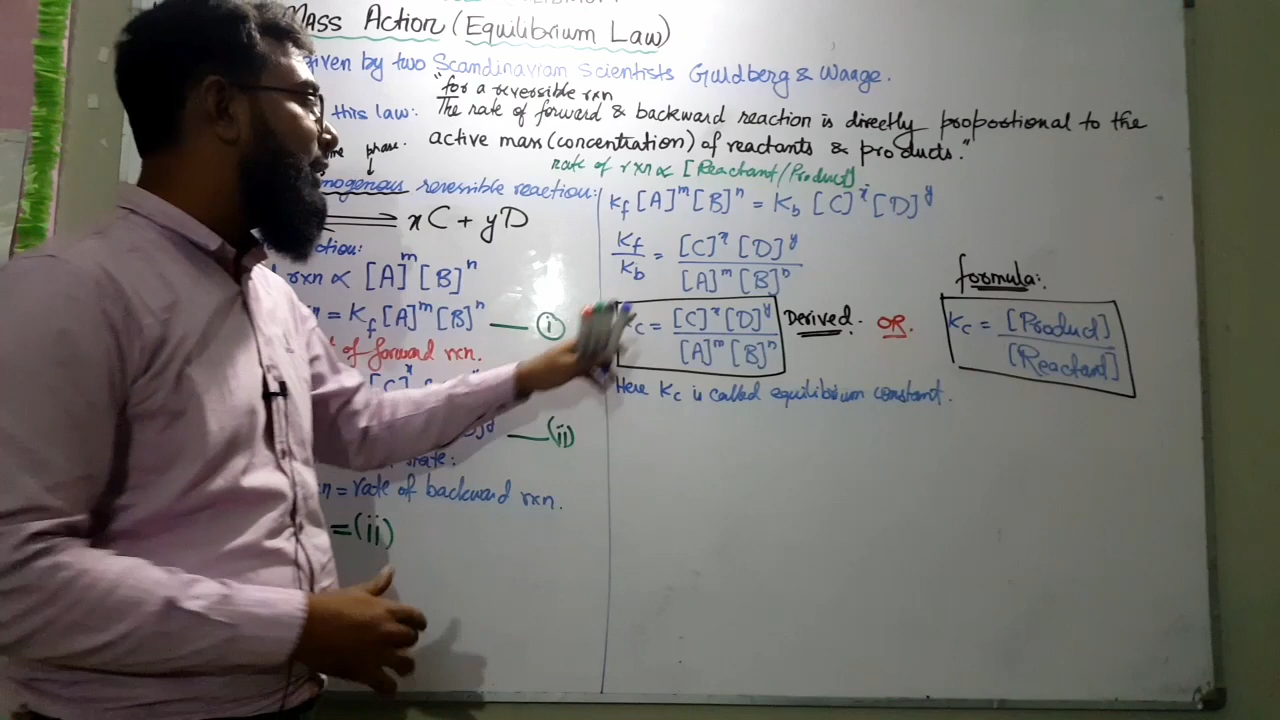 Mass Action (Equilibrium Law)
given by two Scandinavian Scientists Guldberg & Waage.
"for a reversible rxn
this law: The rate of forward & backward reaction is directly proportional to the
active mass (concentration) of reactants & products."
phase.
rate of rxn ∝ [Reactant/Product]
mogenous reversible reaction:
xC + yD
ction:
rxn ∝ [A]^m [B]^n
= Kf [A]^m [B]^n — (i)
of forward rxn.
[C]^x
— (ii)
state:
n = rate of backward rxn.
= (ii)
Kf [A]^m [B]^n = Kb [C]^x [D]^y
Kf/Kb = [C]^x [D]^y / [A]^m [B]^n
Kc = [C]^x [D]^y / [A]^m [B]^n Derived. OR.
formula:
Kc = [Product] / [Reactant]
Here Kc is called equilibrium constant.